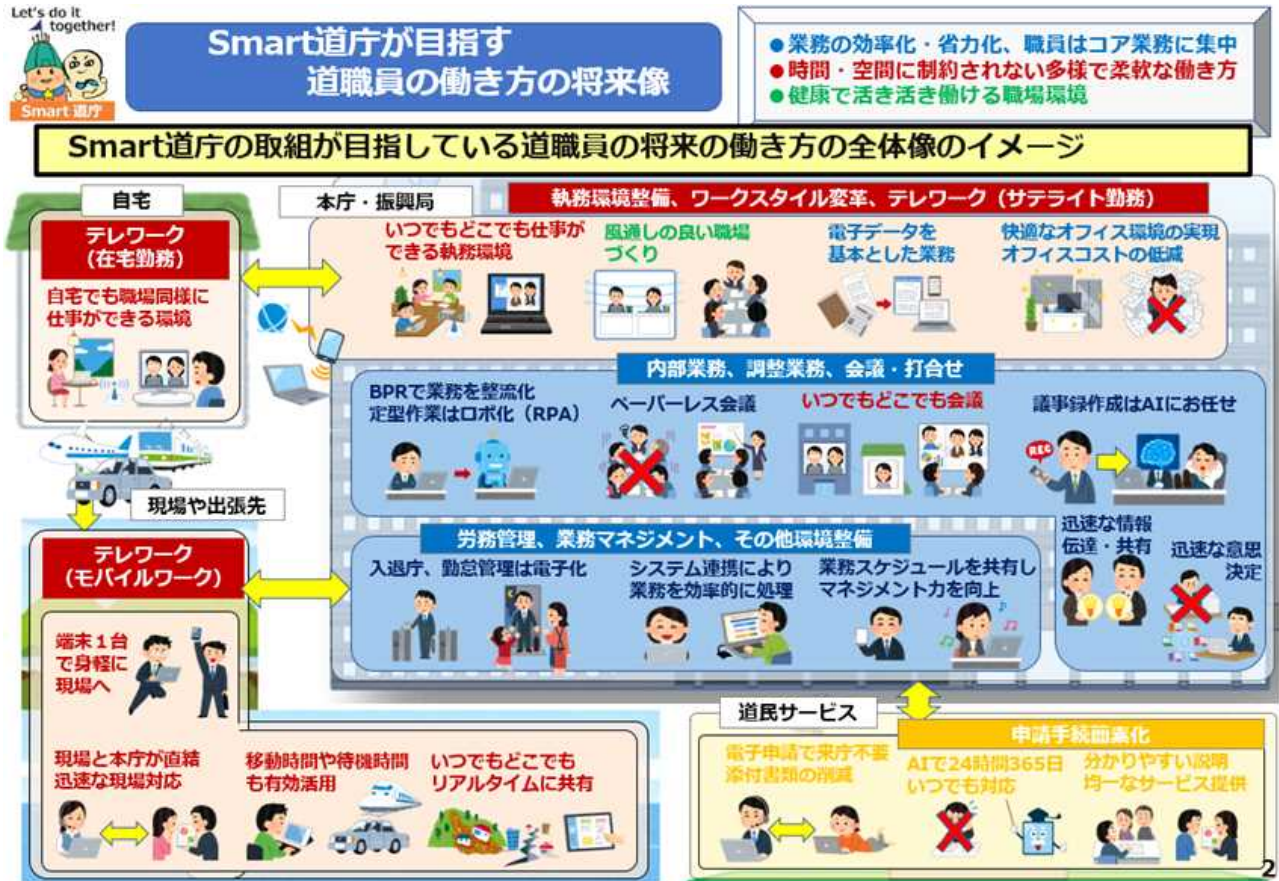 Let's do it
together!
Smart道庁
Smart道庁が目指す
道職員の働き方の将来像
●業務の効率化・省力化、職員はコア業務に集中
●時間・空間に制約されない多様で柔軟な働き方
●健康で活き活き働ける職場環境
Smart道庁の取組が目指している道職員の将来の働き方の全体像のイメージ
自宅
テレワーク
(在宅勤務)
自宅でも職場同様に
仕事ができる環境
本庁・振興局
執務環境整備、ワークスタイル変革、テレワーク(サテライト勤務)
いつでもどこでも仕事が
できる執務環境
風通しの良い職場
づくり
電子データを
基本とした業務
快適なオフィス環境の実現
オフィスコストの低減
内部業務、調整業務、会議・打合せ
BPRで業務を整流化
定型作業はロボ化(RPA)
ペーパーレス会議
いつでもどこでも会議
議事録作成はAIにお任せ
REC
労務管理、業務マネジメント、その他環境整備
入退庁、勤怠管理は電子化
システム連携により
業務を効率的に処理
業務スケジュールを共有し
マネジメント力を向上
迅速な情報
伝達・共有
迅速な意思
決定
現場や出張先
テレワーク
(モバイルワーク)
端末1台
で身軽に
現場へ
現場と本庁が直結
迅速な現場対応
移動時間や待機時間
も有効活用
いつでもどこでも
リアルタイムに共有
道民サービス
申請手続簡素化
電子申請で来庁不要
添付書類の削減
AIで24時間365日
いつでも対応
分かりやすい説明
均一なサービス提供
2